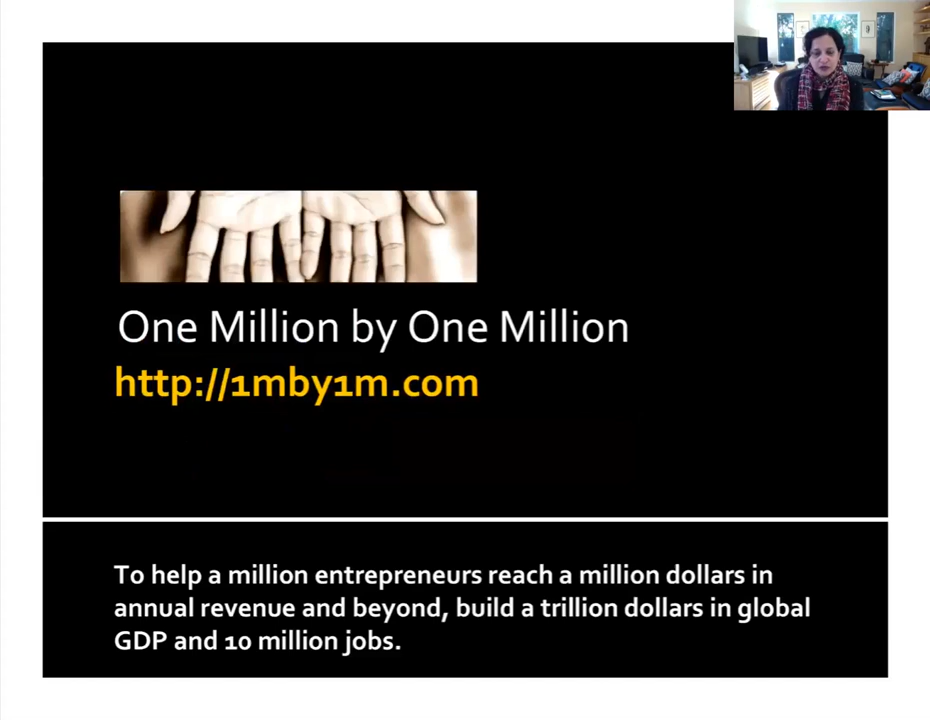 One Million by One Million
http://1mby1m.com
To help a million entrepreneurs reach a million dollars in
annual revenue and beyond, build a trillion dollars in global
GDP and 10 million jobs.